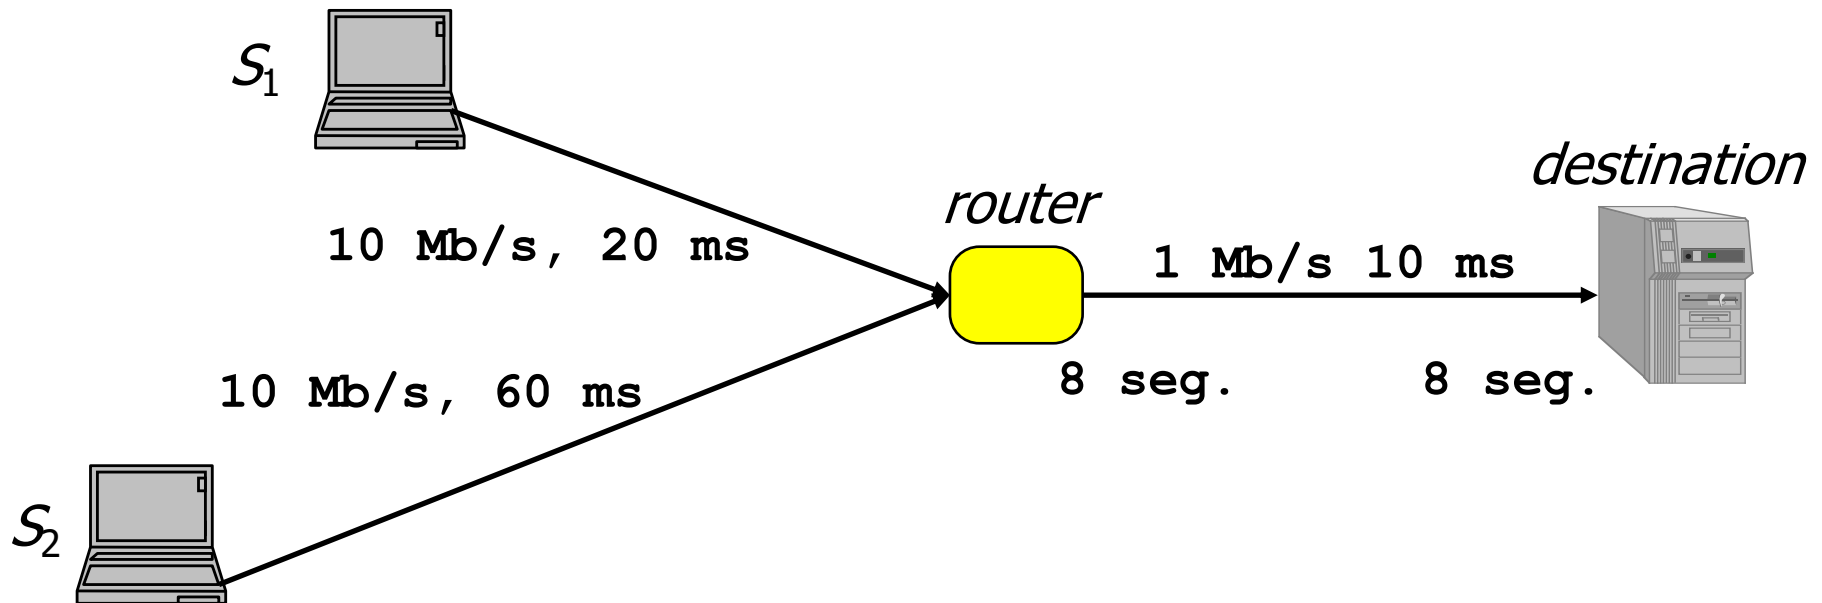 S1
destination
router
10 Mb/s, 20 ms
1 Mb/s 10 ms
10 Mb/s, 60 ms
8 seg.
8 seg.
S2